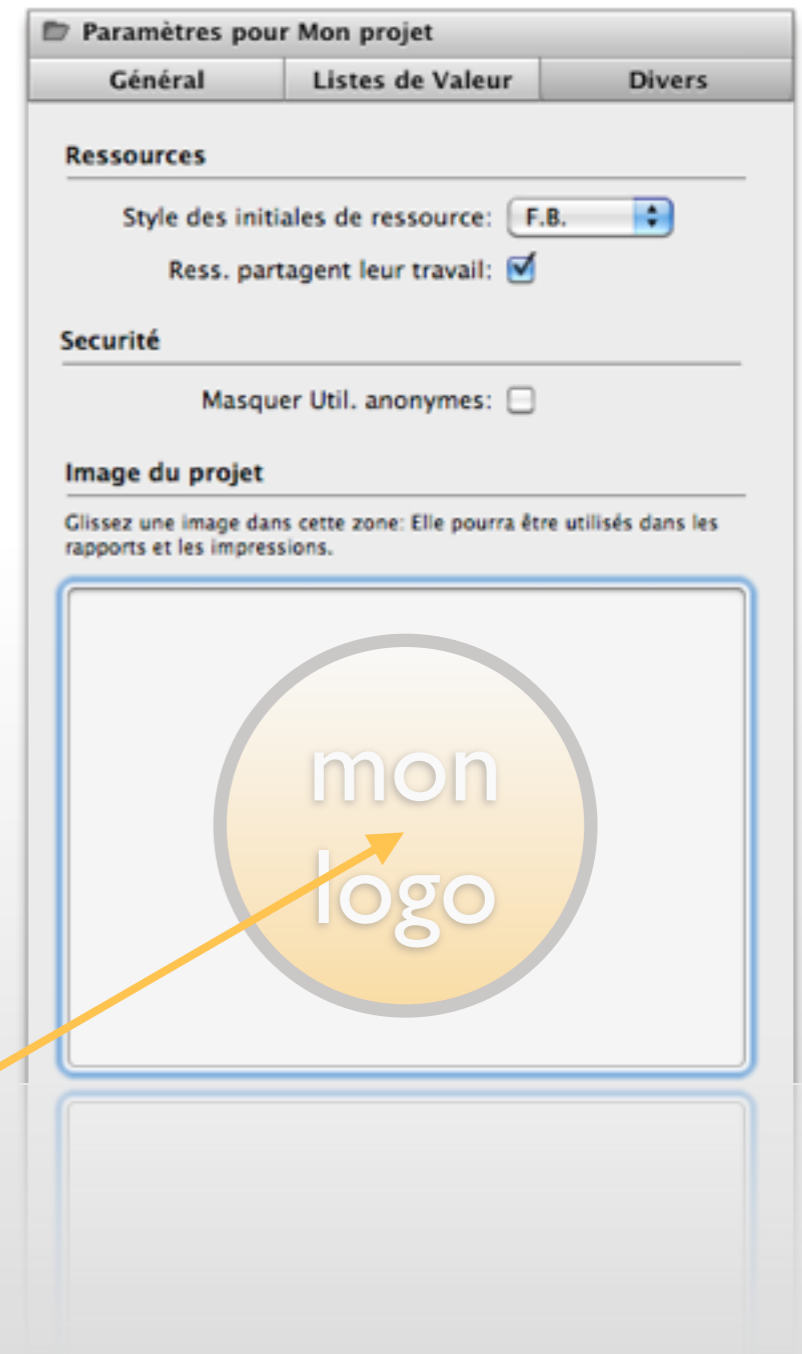 Paramètres pour Mon projet
Général Listes de Valeur Divers
Ressources
Style des initiales de ressource: F.B.
Ress. partagent leur travail:
Securité
Masquer Util. anonymes:
Image du projet
Glissez une image dans cette zone: Elle pourra être utilisés dans les
rapports et les impressions.
mon
logo